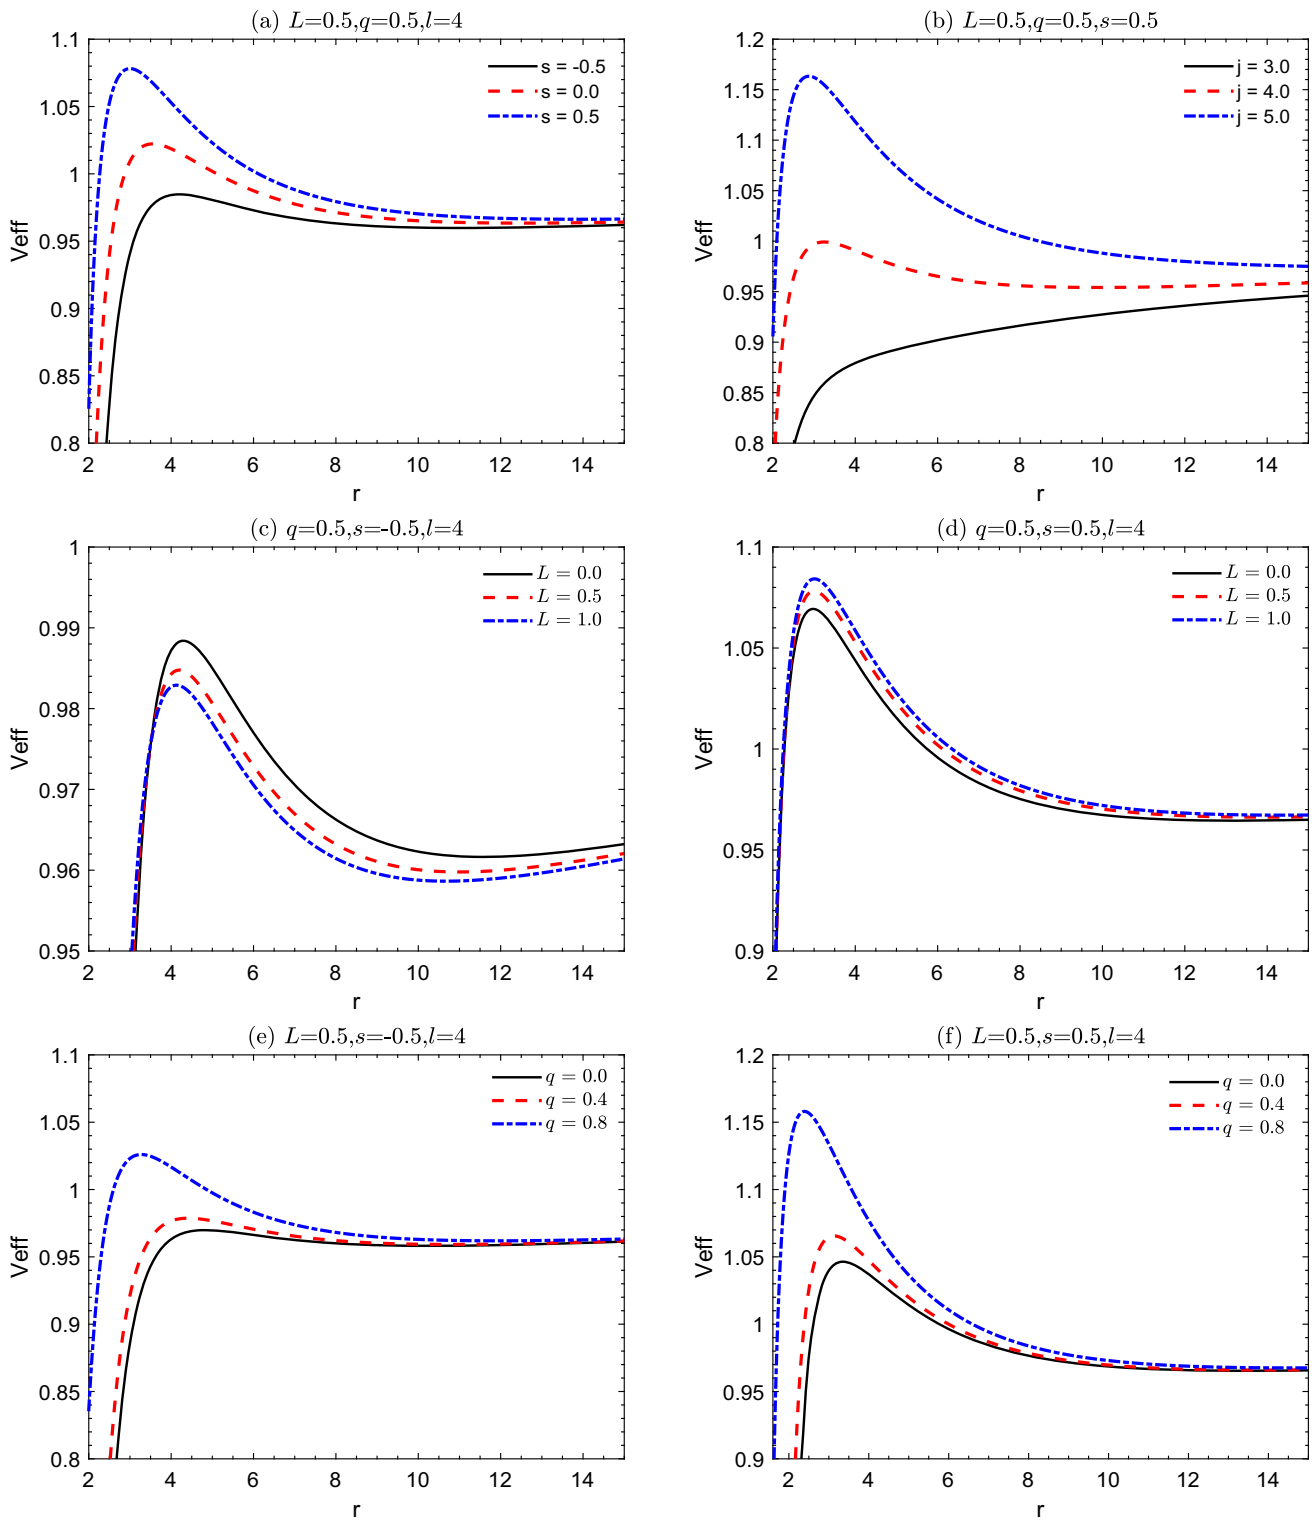 (a) L=0.5,q=0.5,l=4
1.1
1.05
1
0.95
0.9
0.85
0.8
Veff
s = -0.5
s = 0.0
s = 0.5
2 4 6 8 10 12 14
r
(b) L=0.5,q=0.5,s=0.5
1.2
1.15
1.1
1.05
1
0.95
0.9
0.85
0.8
Veff
j = 3.0
j = 4.0
j = 5.0
2 4 6 8 10 12 14
r
(c) q=0.5,s=-0.5,l=4
1
0.99
0.98
0.97
0.96
0.95
Veff
L = 0.0
L = 0.5
L = 1.0
2 4 6 8 10 12 14
r
(d) q=0.5,s=0.5,l=4
1.1
1.05
1
0.95
0.9
Veff
L = 0.0
L = 0.5
L = 1.0
2 4 6 8 10 12 14
r
(e) L=0.5,s=-0.5,l=4
1.1
1.05
1
0.95
0.9
0.85
0.8
Veff
q = 0.0
q = 0.4
q = 0.8
2 4 6 8 10 12 14
r
(f) L=0.5,s=0.5,l=4
1.2
1.15
1.1
1.05
1
0.95
0.9
Veff
q = 0.0
q = 0.4
q = 0.8
2 4 6 8 10 12 14
r